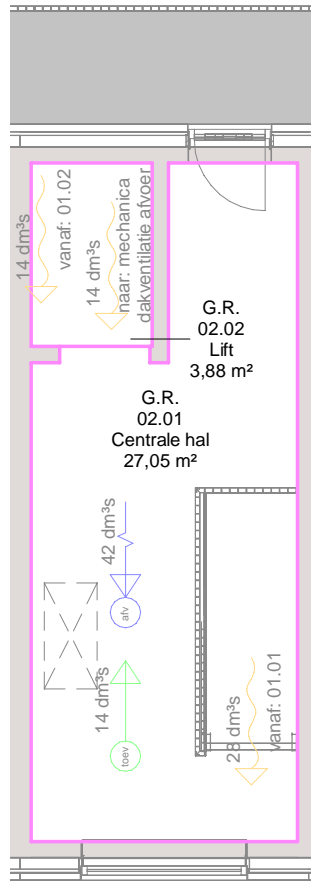 14 dm³s
vanaf: 01.02
14 dm³s
naar: mechanica
dakventilatie afvoer
G.R.
02.02
Lift
3,88 m²
G.R.
02.01
Centrale hal
27,05 m²
42 dm³s
afv
14 dm³s
toev
28 dm³s
vanaf: 01.01